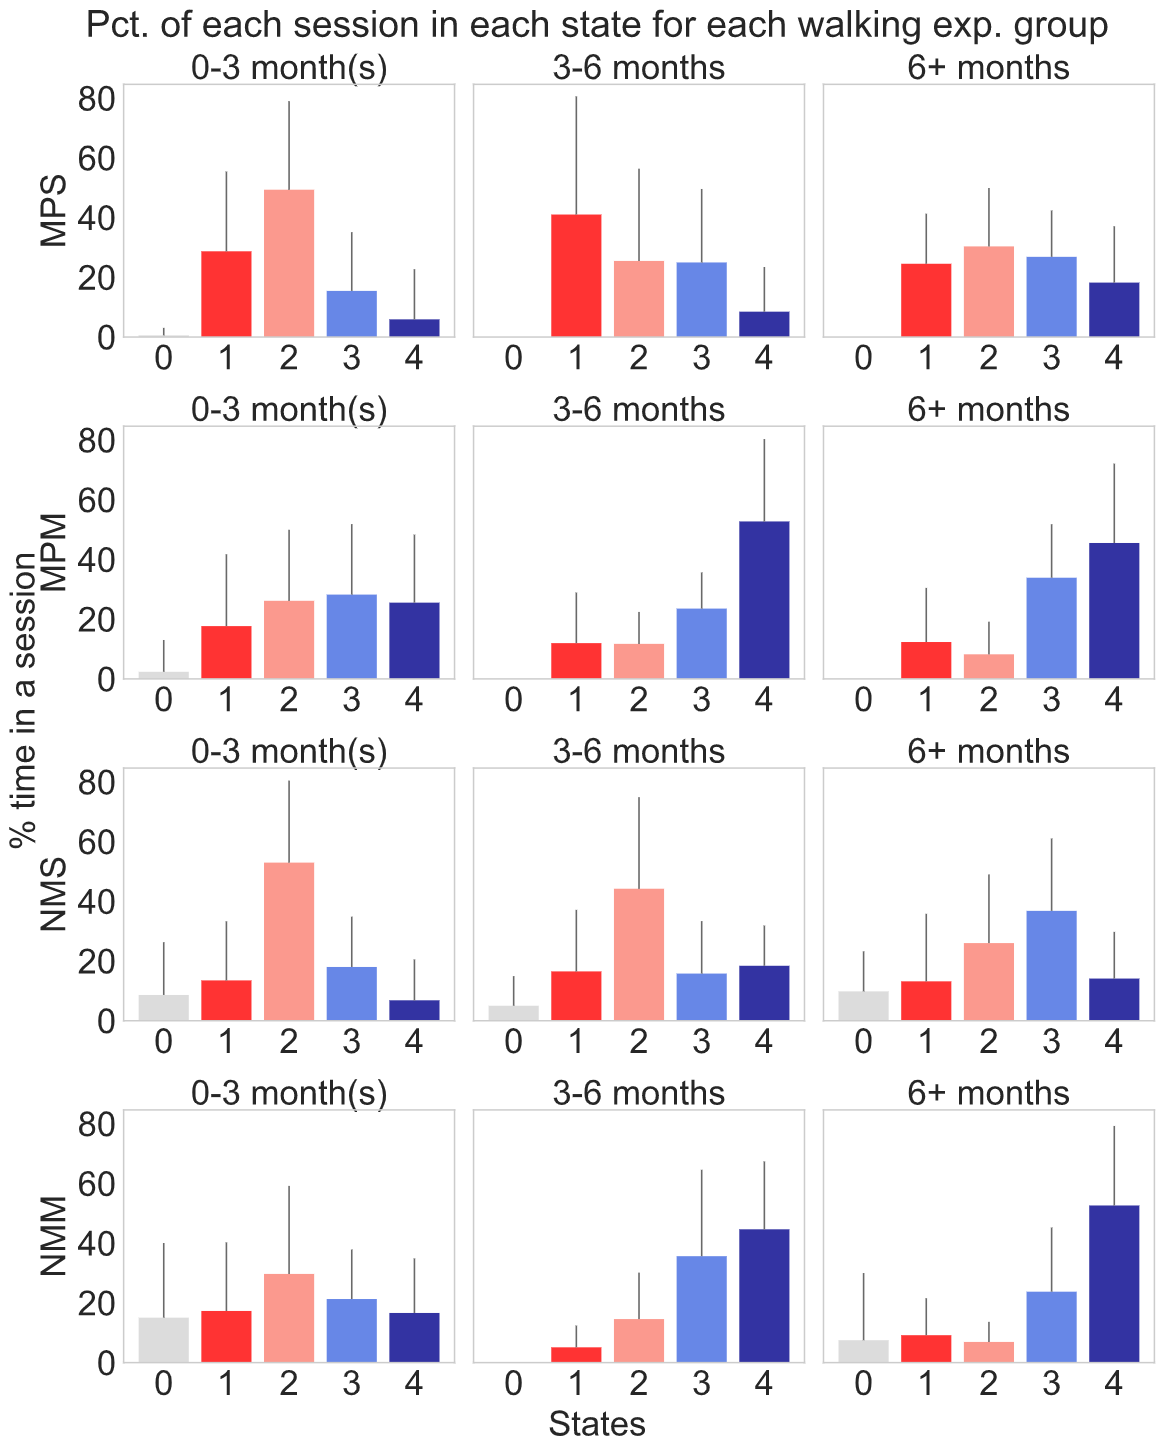 Pct. of each session in each state for each walking exp. group
0-3 month(s) 3-6 months 6+ months
MPS
80
60
40
20
0
0 1 2 3 4 0 1 2 3 4 0 1 2 3 4
0-3 month(s) 3-6 months 6+ months
MPM
80
60
40
20
0
0 1 2 3 4 0 1 2 3 4 0 1 2 3 4
% time in a session
0-3 month(s) 3-6 months 6+ months
NMS
80
60
40
20
0
0 1 2 3 4 0 1 2 3 4 0 1 2 3 4
0-3 month(s) 3-6 months 6+ months
NMM
80
60
40
20
0
0 1 2 3 4 0 1 2 3 4 0 1 2 3 4
States